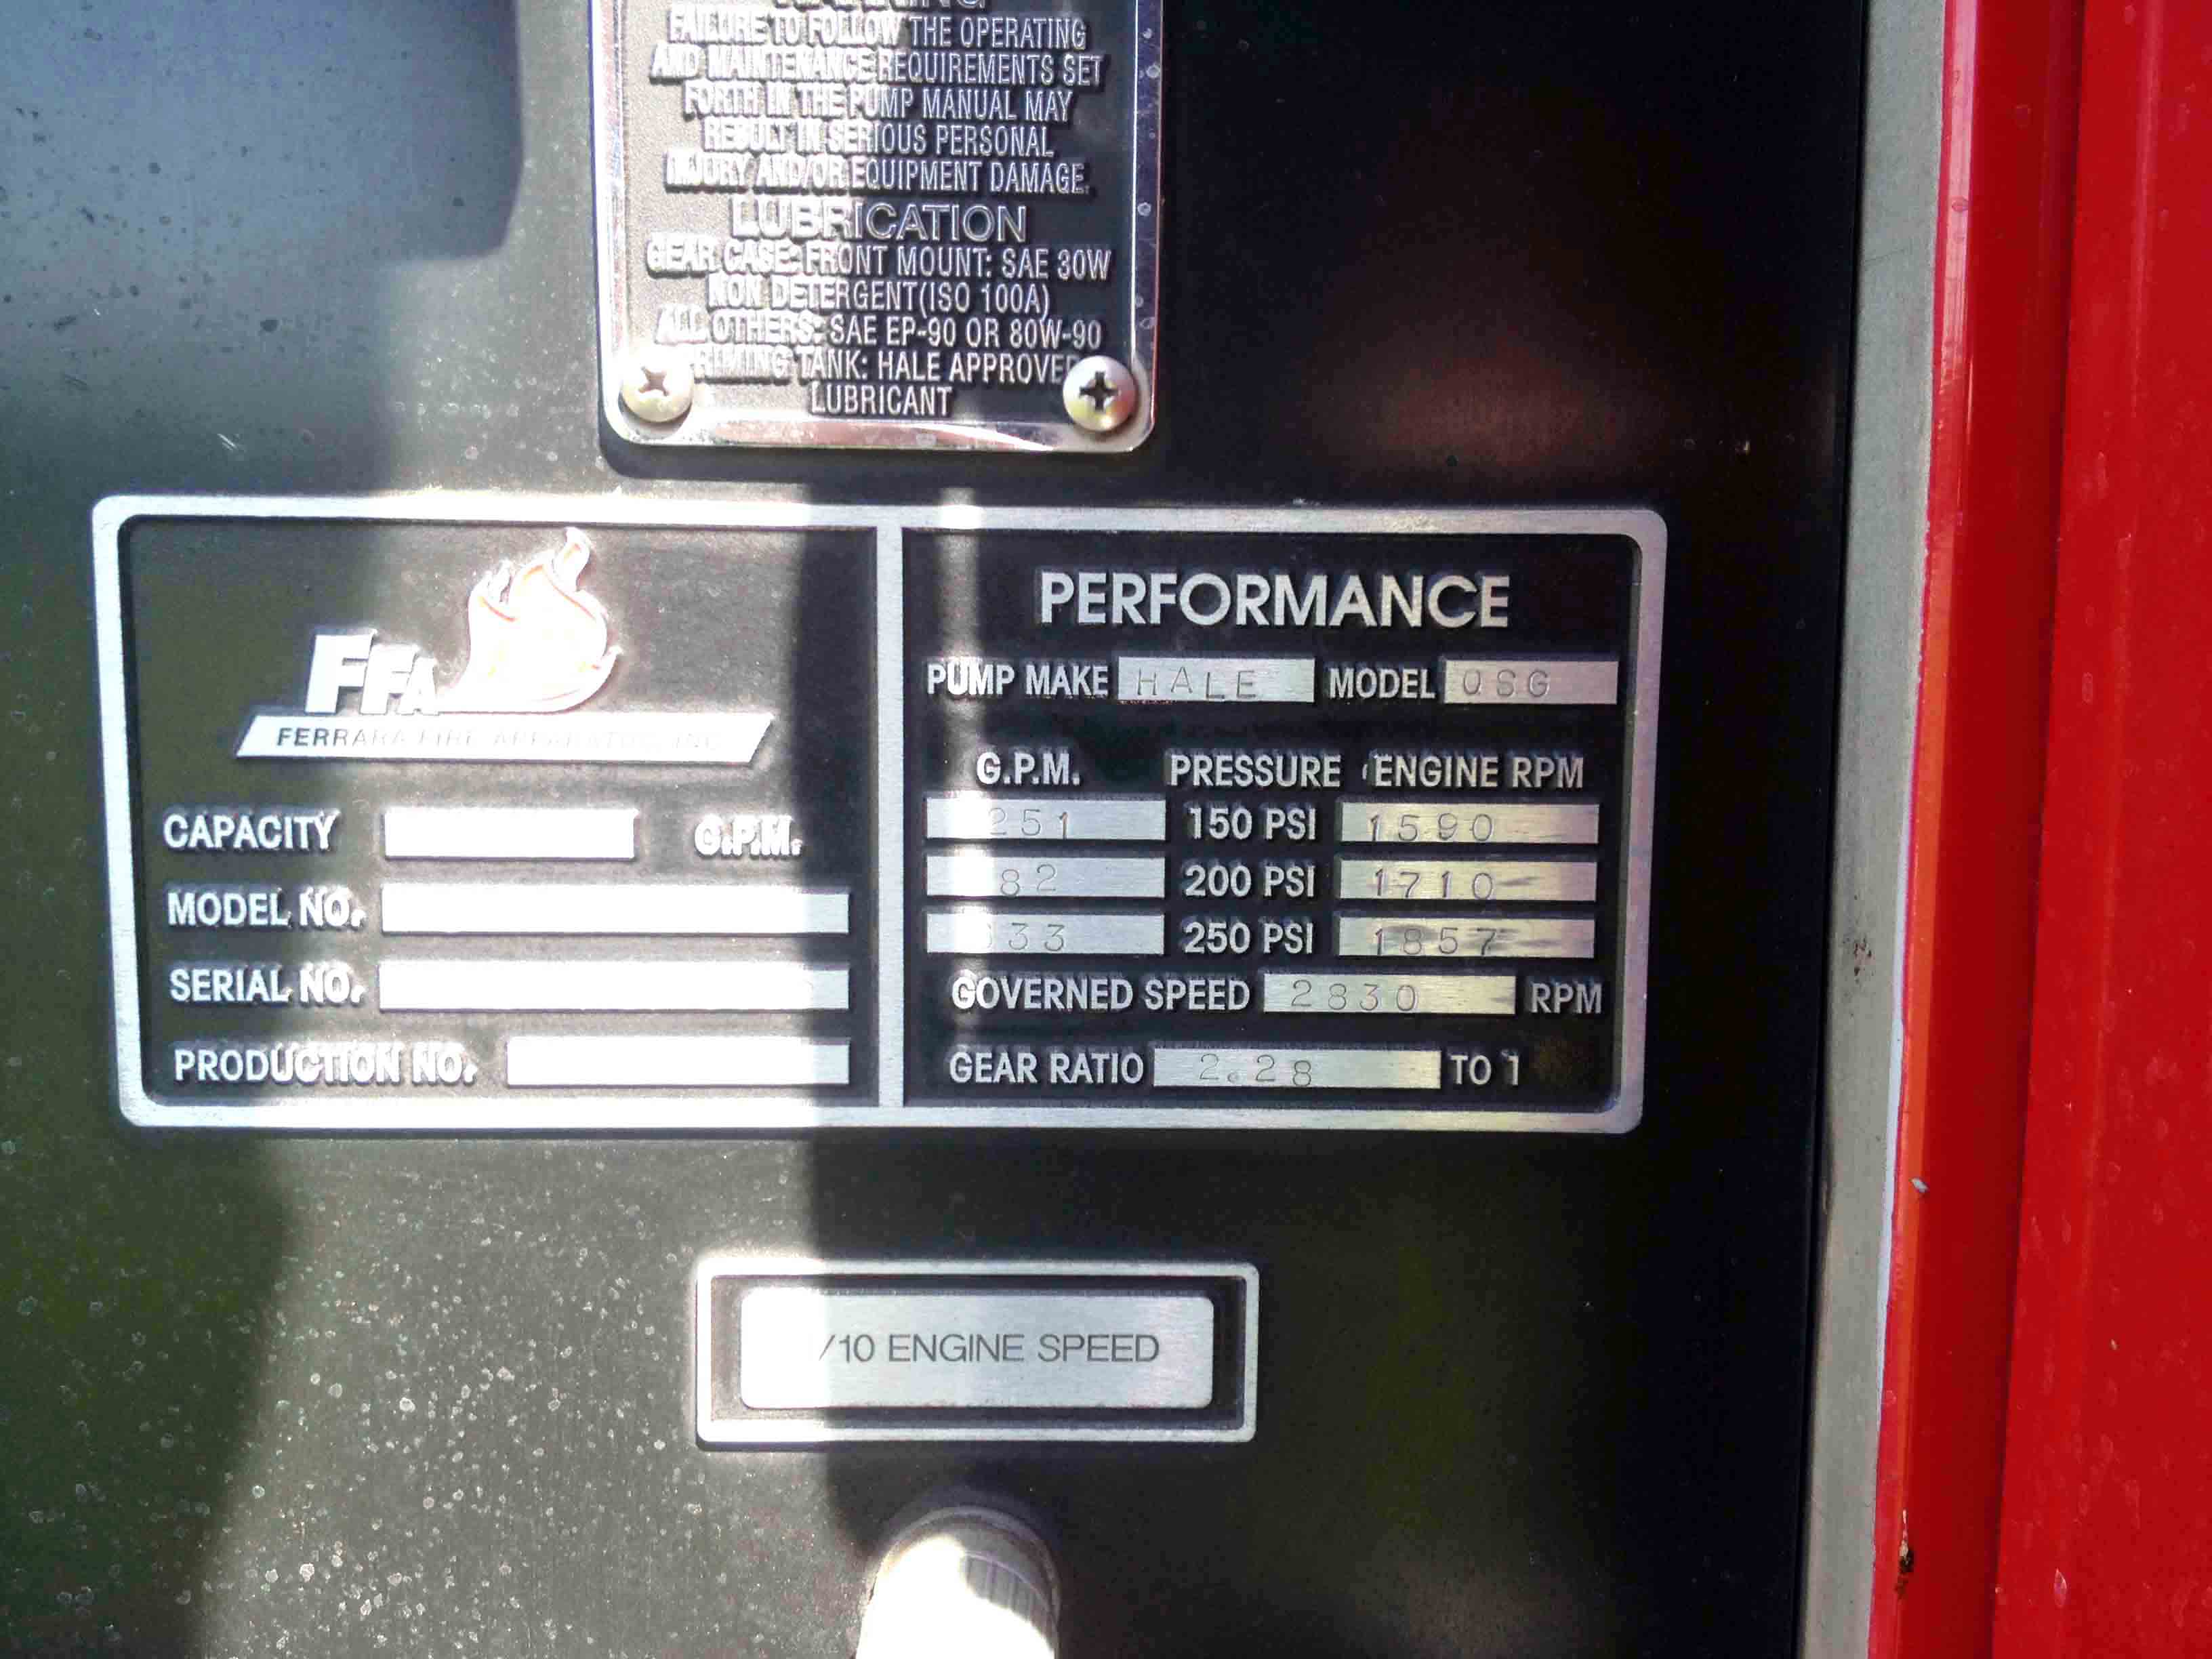 FAILURE TO FOLLOW THE OPERATING
AND MAINTENANCE REQUIREMENTS SET
FORTH IN THE PUMP MANUAL MAY
RESULT IN SERIOUS PERSONAL
INJURY AND/OR EQUIPMENT DAMAGE.
LUBRICATION
GEAR CASE: FRONT MOUNT: SAE 30W
NON DETERGENT(ISO 100A)
ALL OTHERS: SAE EP-90 OR 80W-90
PRIMING TANK: HALE APPROVED
LUBRICANT
FFA
FERRARA FIRE APPARATUS, INC
CAPACITY G.P.M.
MODEL NO.
SERIAL NO.
PRODUCTION NO.
PERFORMANCE
PUMP MAKE HALE MODEL QSG
G.P.M. PRESSURE ENGINE RPM
150 PSI 1590
200 PSI 1710
250 PSI 1857
GOVERNED SPEED 2830 RPM
GEAR RATIO 2.28 TO 1
/10 ENGINE SPEED